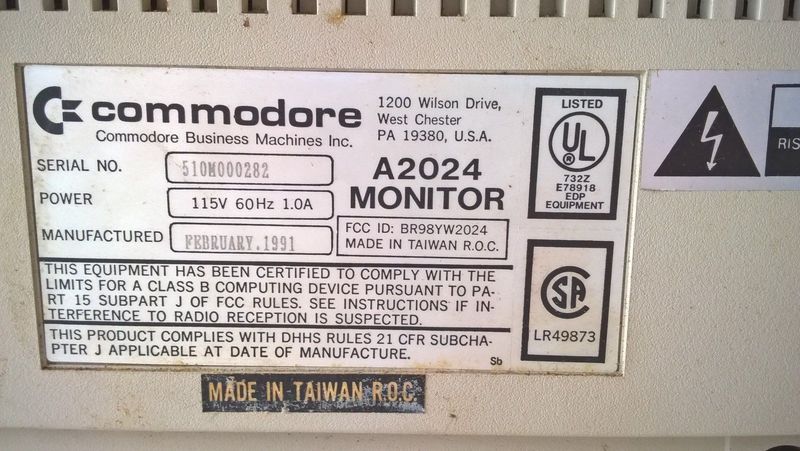 commodore
Commodore Business Machines Inc.
1200 Wilson Drive,
West Chester
PA 19380, U.S.A.
SERIAL NO. 510M000282
POWER 115V 60Hz 1.0A
MANUFACTURED FEBRUARY.1991
A2024
MONITOR
FCC ID: BR98YW2024
MADE IN TAIWAN R.O.C.
THIS EQUIPMENT HAS BEEN CERTIFIED TO COMPLY WITH THE
LIMITS FOR A CLASS B COMPUTING DEVICE PURSUANT TO PA-
RT 15 SUBPART J OF FCC RULES. SEE INSTRUCTIONS IF IN-
TERFERENCE TO RADIO RECEPTION IS SUSPECTED.
THIS PRODUCT COMPLIES WITH DHHS RULES 21 CFR SUBCHA-
PTER J APPLICABLE AT DATE OF MANUFACTURE.
Sb
LISTED
UL
®
732Z
E78918
EDP
EQUIPMENT
CSA
LR49873
RIS
MADE IN TAIWAN R.O.C.